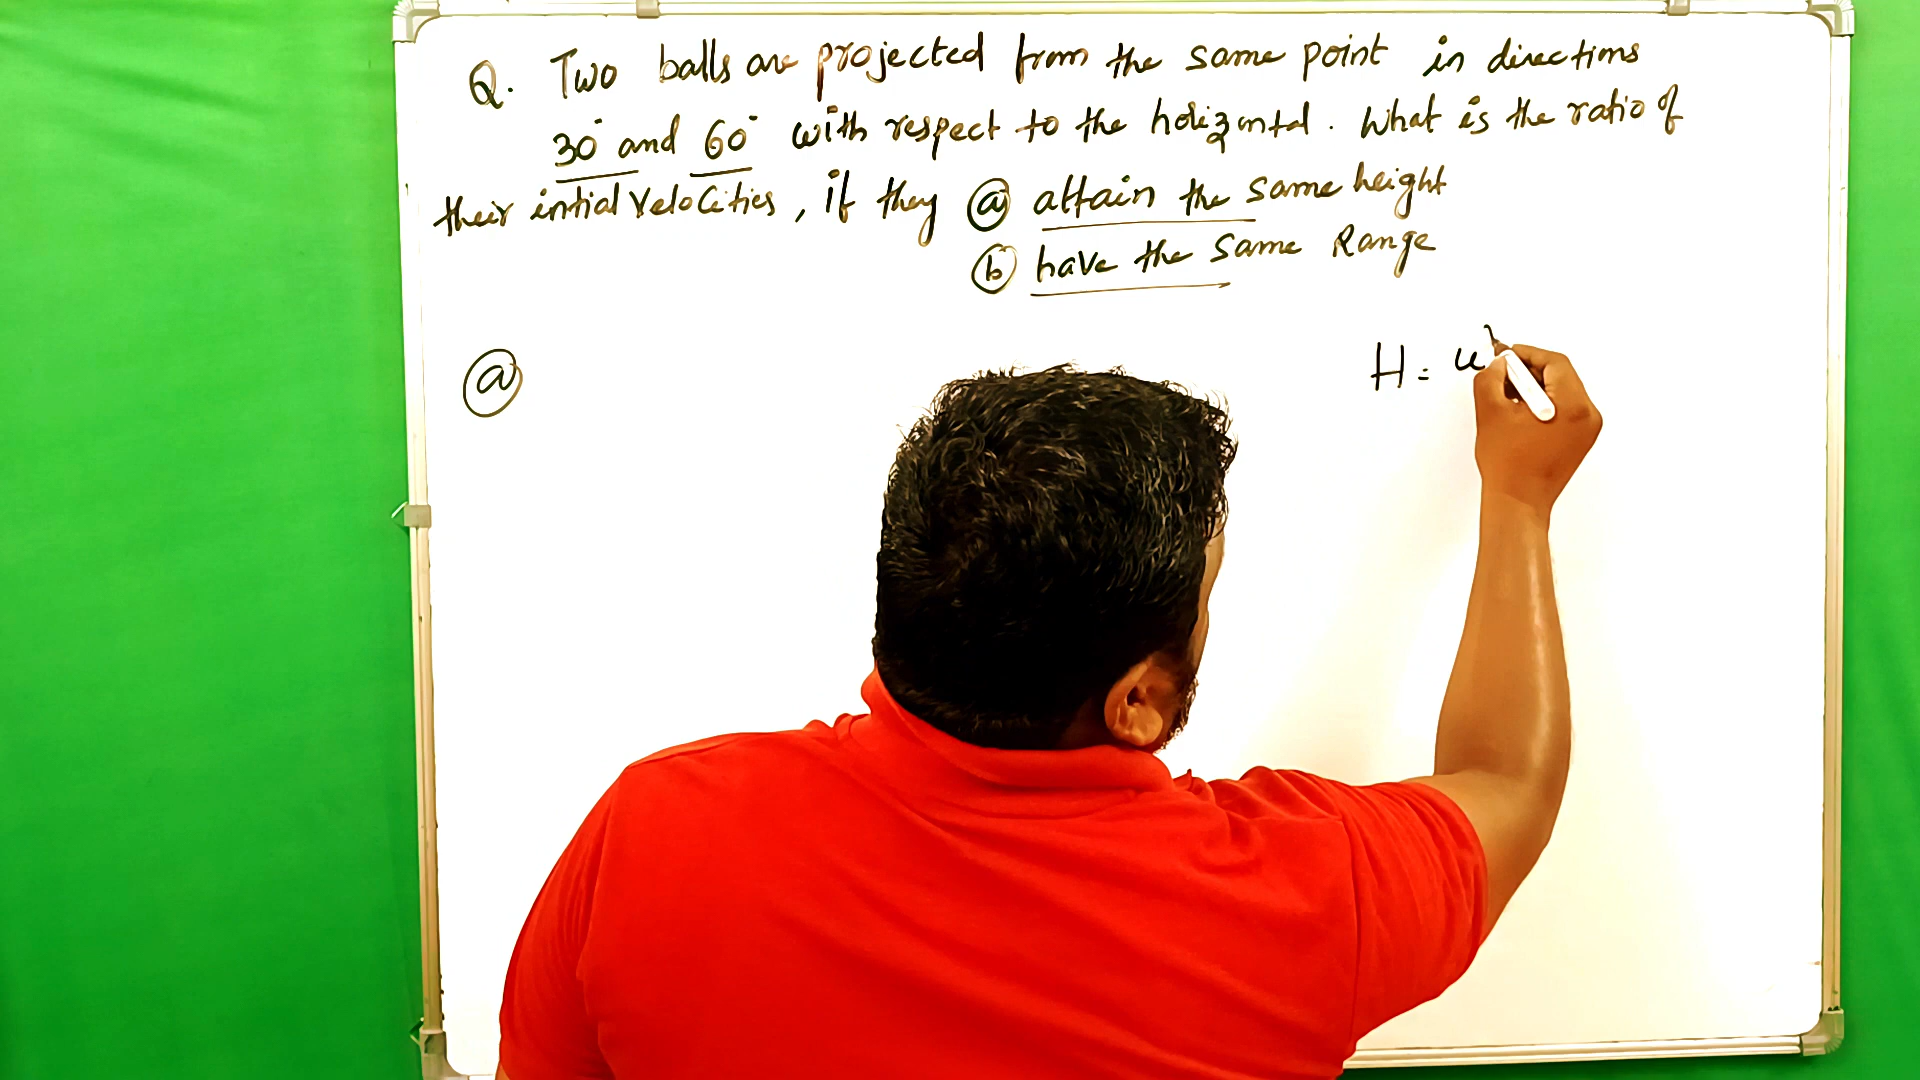 Q. Two balls are projected from the same point in directions
30° and 60° with respect to the horizontal. What is the ratio of
their intial velocities, if they ⓐ attain the same height
ⓑ have the same Range
ⓐ
H = u